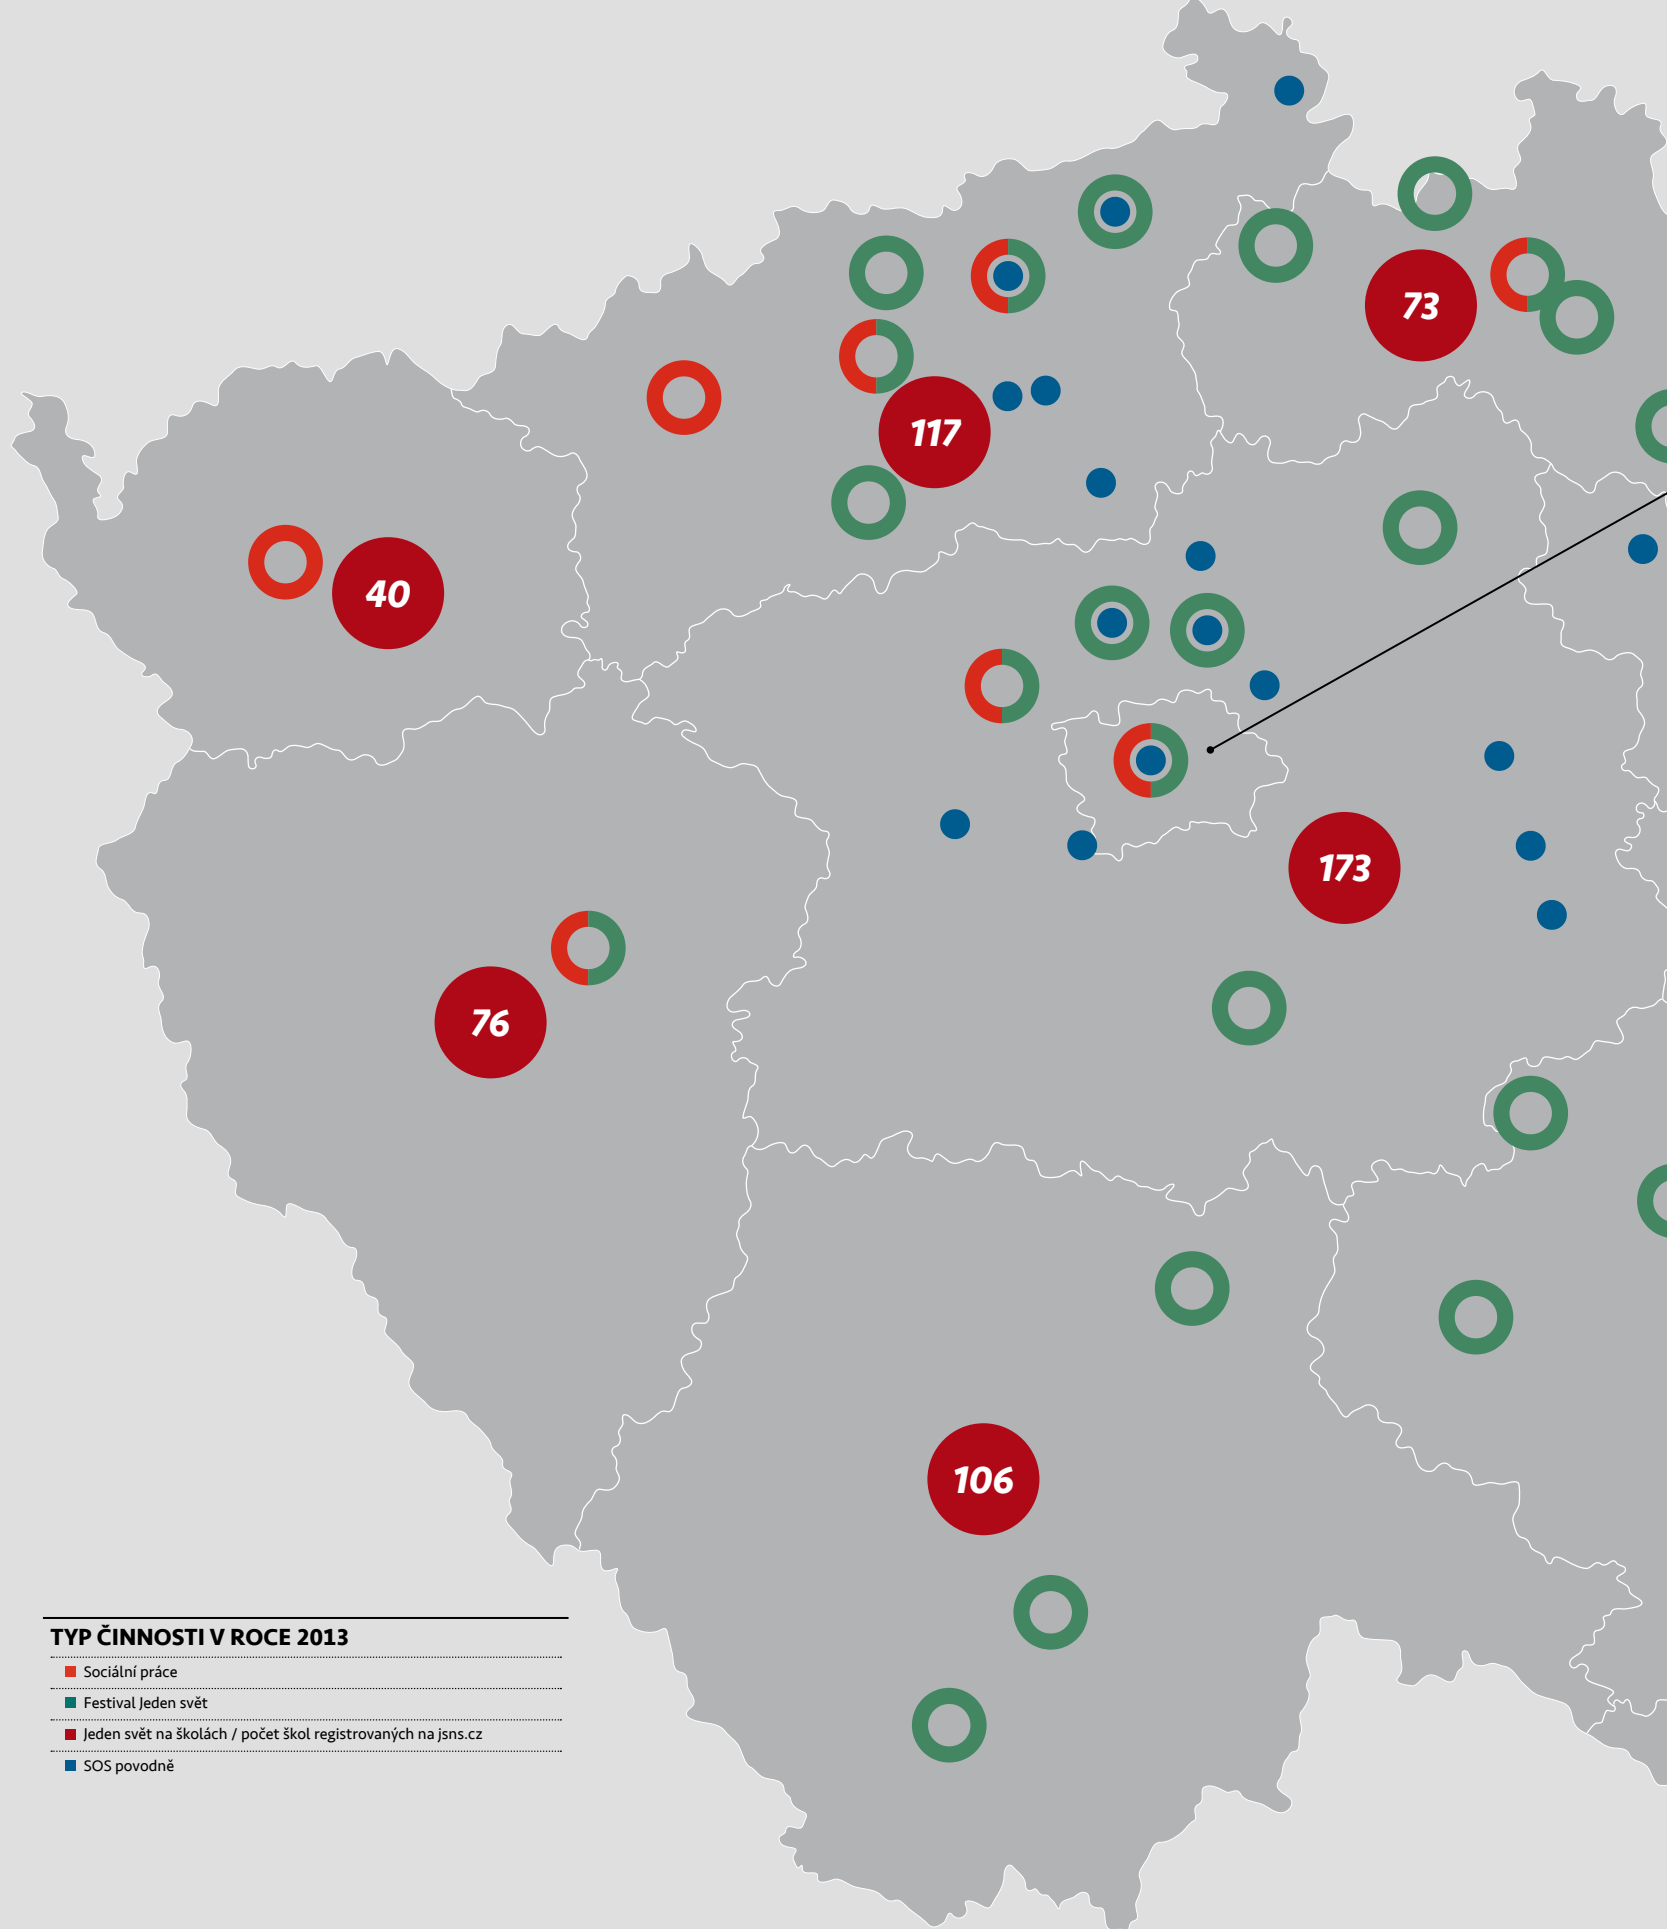 73
117
40
173
76
106
TYP ČINNOSTI V ROCE 2013
Sociální práce
Festival Jeden svět
Jeden svět na školách / počet škol registrovaných na jsns.cz
SOS povodně